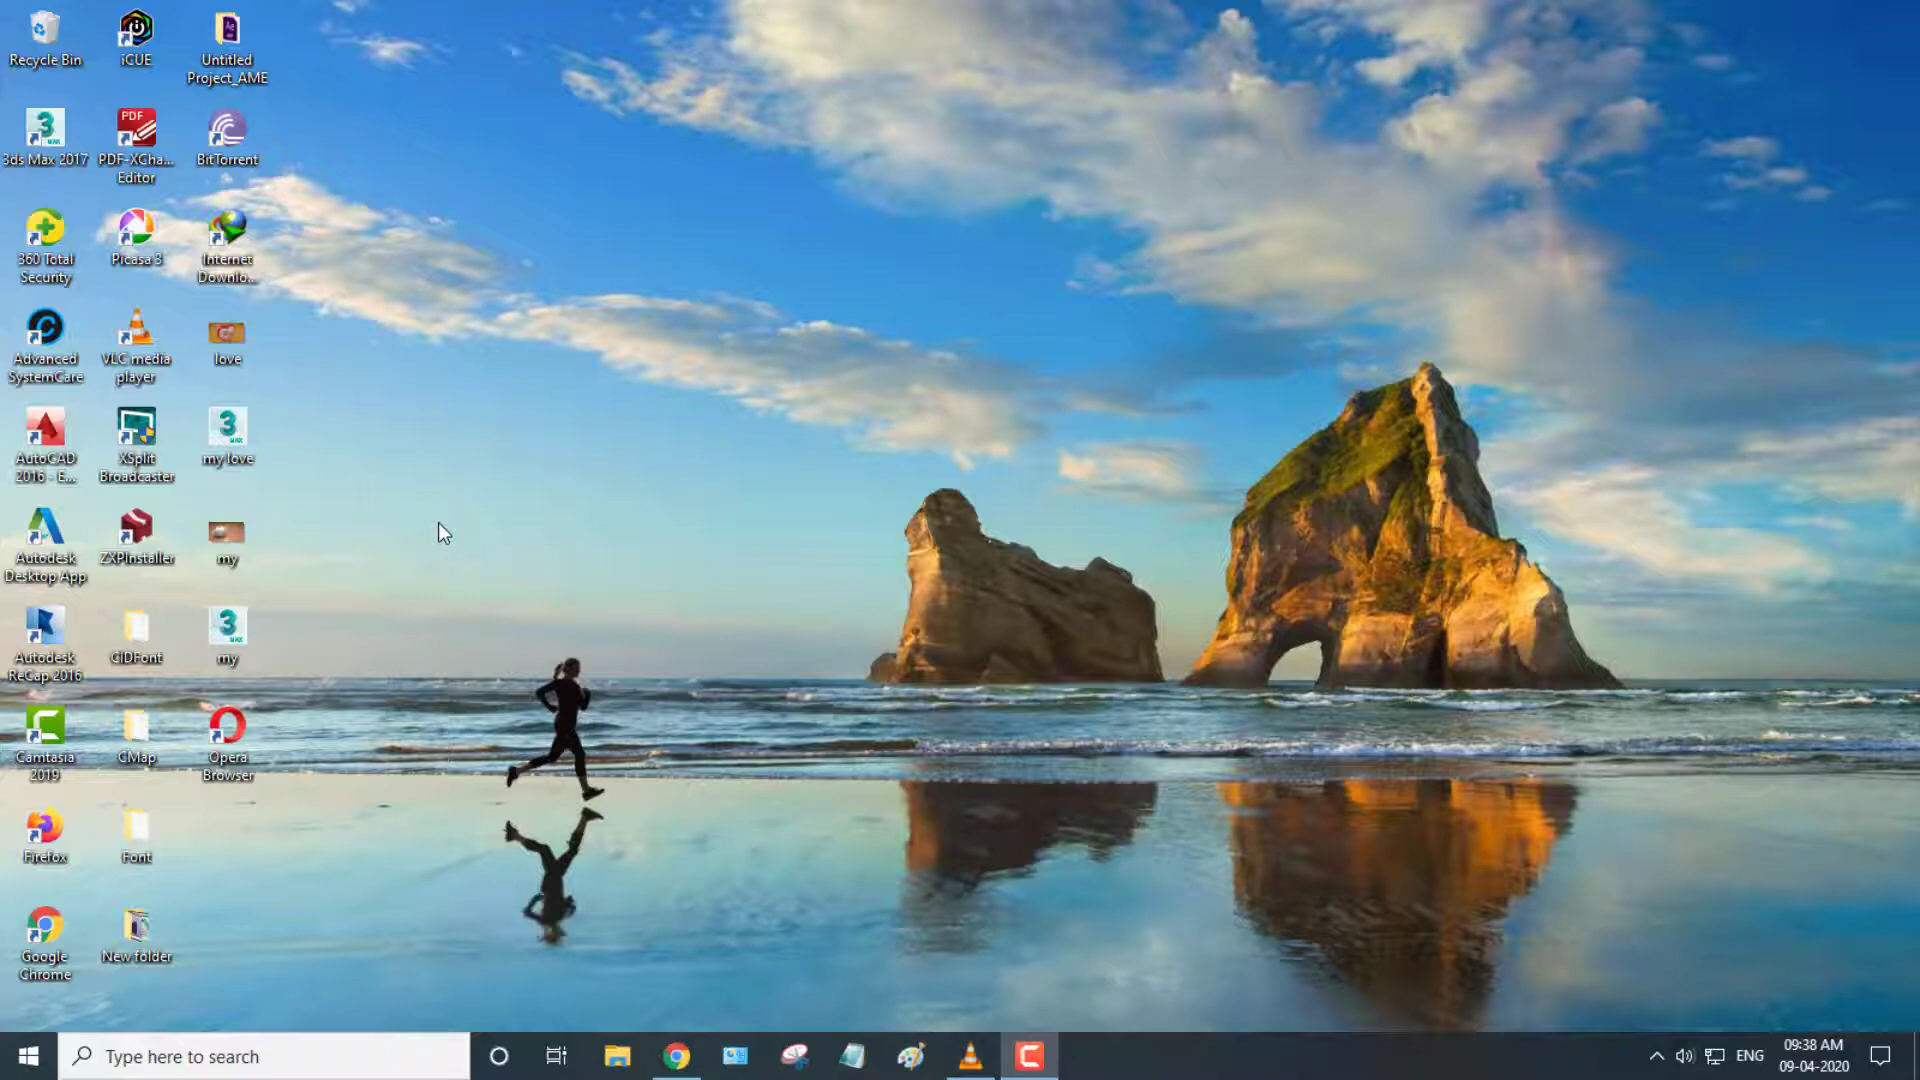 Recycle Bin
iCUE
Untitled
Project_AME
3ds Max 2017
PDF
PDF-XCha...
Editor
BitTorrent
360 Total
Security
Picasa 3
Internet
Downlo...
Advanced
SystemCare
VLC media
player
love
AutoCAD
2016 - E...
XSplit
Broadcaster
my love
Autodesk
Desktop App
ZXPInstaller
my
Autodesk
ReCap 2016
CIDFont
my
Camtasia
2019
CMap
Opera
Browser
Firefox
Font
Google
Chrome
New folder
Type here to search
ENG
09:38 AM
09-04-2020